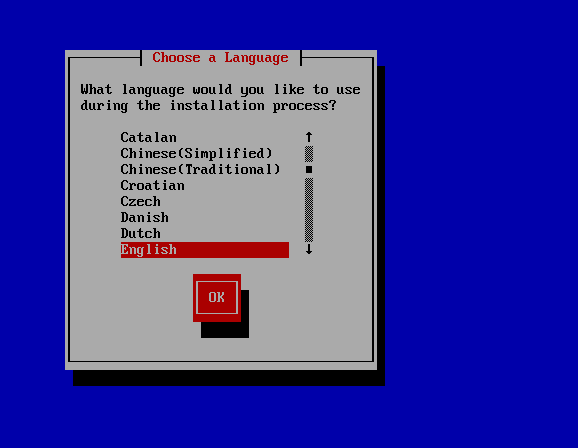 Choose a Language
What language would you like to use
during the installation process?
Catalan
Chinese(Simplified)
Chinese(Traditional)
Croatian
Czech
Danish
Dutch
English
OK